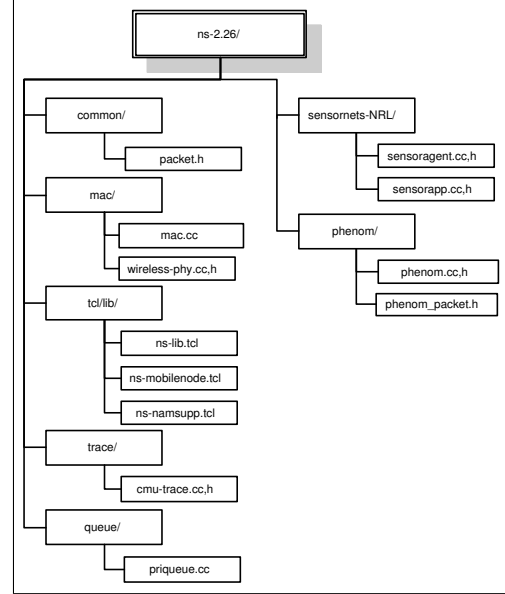 ns-2.26/
common/
packet.h
mac/
mac.cc
wireless-phy.cc,h
tcl/lib/
ns-lib.tcl
ns-mobilenode.tcl
ns-namsupp.tcl
trace/
cmu-trace.cc,h
queue/
priqueue.cc
sensornets-NRL/
sensoragent.cc,h
sensorapp.cc,h
phenom/
phenom.cc,h
phenom_packet.h